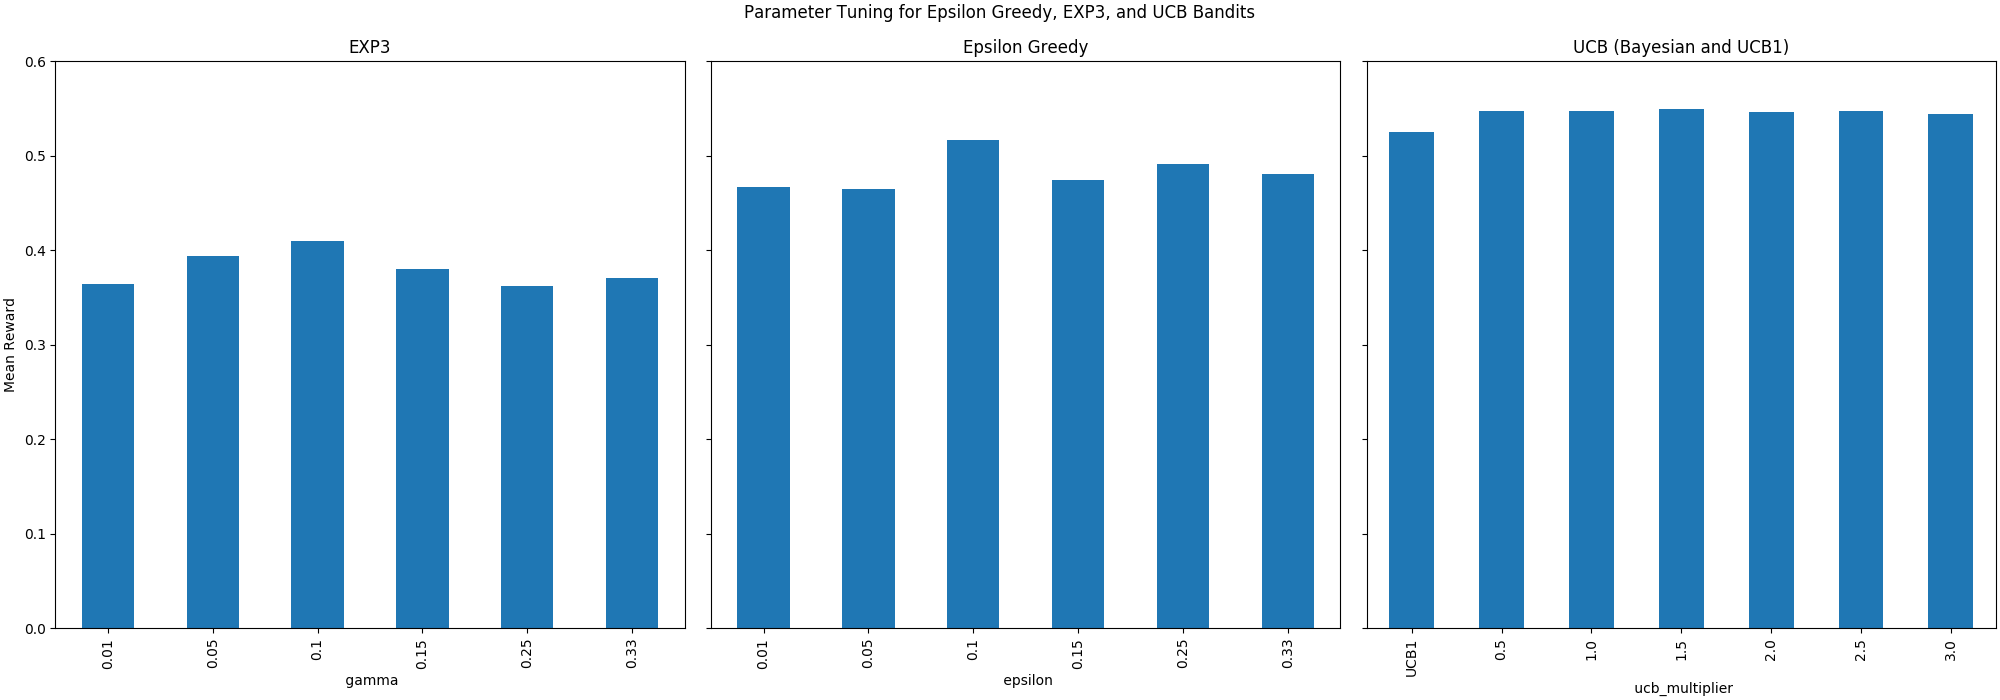 Parameter Tuning for Epsilon Greedy, EXP3, and UCB Bandits
EXP3
Mean Reward
0.6
0.5
0.4
0.3
0.2
0.1
0.0
0.01
0.05
0.1
0.15
0.25
0.33
gamma
Epsilon Greedy
0.01
0.05
0.1
0.15
0.25
0.33
epsilon
UCB (Bayesian and UCB1)
UCB1
0.5
1.0
1.5
2.0
2.5
3.0
ucb_multiplier